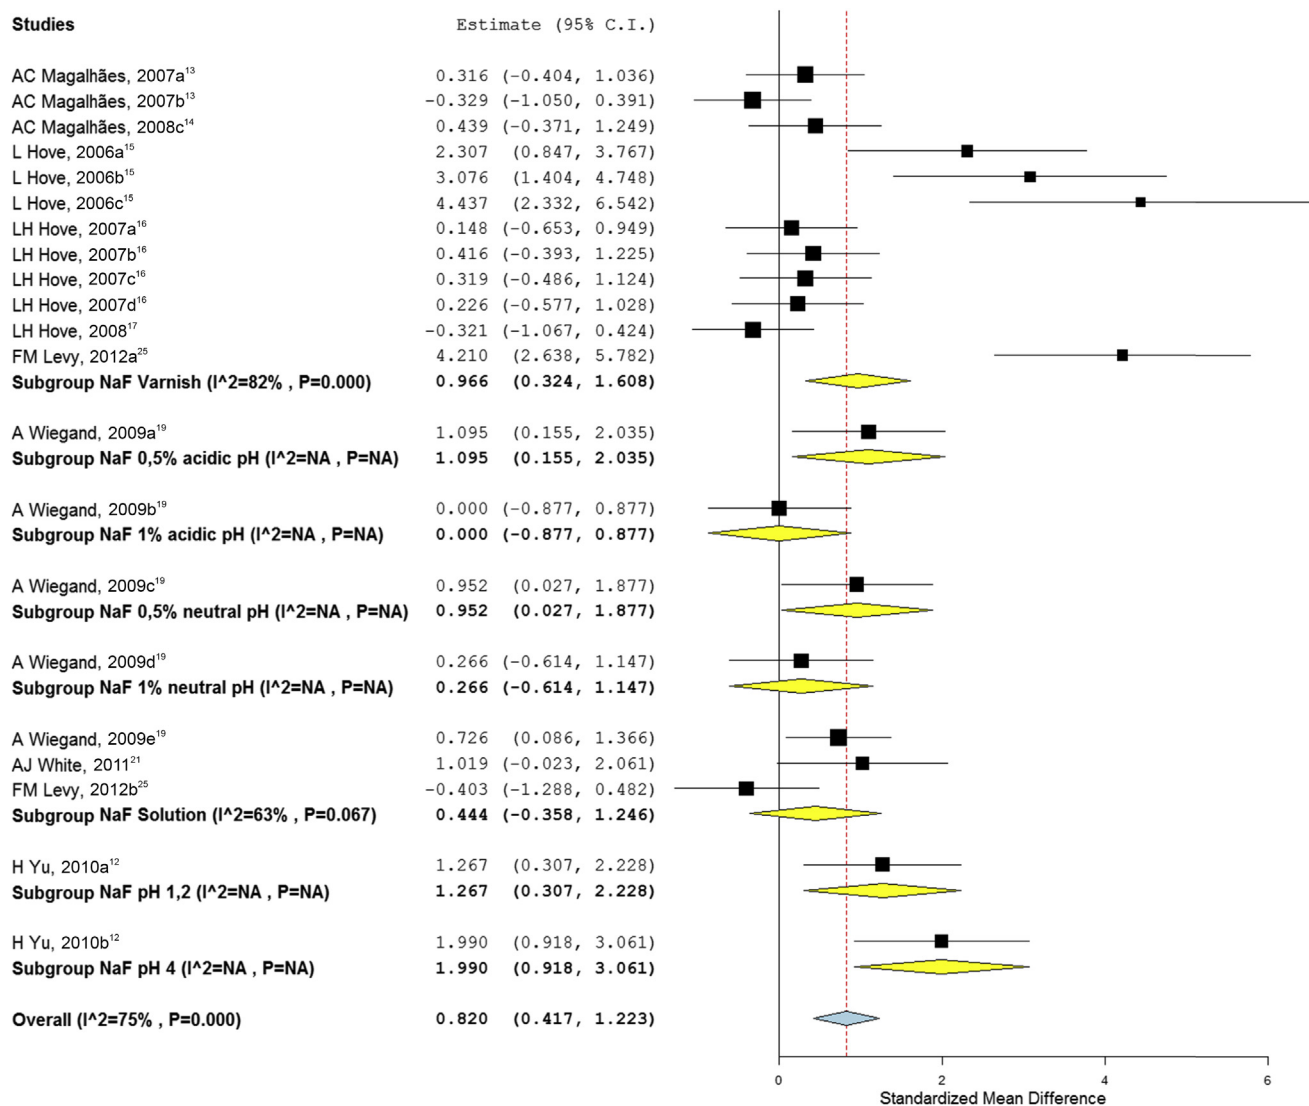 Studies Estimate (95% C.I.)
AC Magalhães, 2007a13 0.316 (-0.404, 1.036)
AC Magalhães, 2007b13 -0.329 (-1.050, 0.391)
AC Magalhães, 2008c14 0.439 (-0.371, 1.249)
L Hove, 2006a15 2.307 (0.847, 3.767)
L Hove, 2006b15 3.076 (1.404, 4.748)
L Hove, 2006c15 4.437 (2.332, 6.542)
LH Hove, 2007a16 0.148 (-0.653, 0.949)
LH Hove, 2007b16 0.416 (-0.393, 1.225)
LH Hove, 2007c16 0.319 (-0.486, 1.124)
LH Hove, 2007d16 0.226 (-0.577, 1.028)
LH Hove, 200817 -0.321 (-1.067, 0.424)
FM Levy, 2012a25 4.210 (2.638, 5.782)
Subgroup NaF Varnish (I^2=82% , P=0.000) 0.966 (0.324, 1.608)
A Wiegand, 2009a19 1.095 (0.155, 2.035)
Subgroup NaF 0,5% acidic pH (I^2=NA , P=NA) 1.095 (0.155, 2.035)
A Wiegand, 2009b19 0.000 (-0.877, 0.877)
Subgroup NaF 1% acidic pH (I^2=NA , P=NA) 0.000 (-0.877, 0.877)
A Wiegand, 2009c19 0.952 (0.027, 1.877)
Subgroup NaF 0,5% neutral pH (I^2=NA , P=NA) 0.952 (0.027, 1.877)
A Wiegand, 2009d19 0.266 (-0.614, 1.147)
Subgroup NaF 1% neutral pH (I^2=NA , P=NA) 0.266 (-0.614, 1.147)
A Wiegand, 2009e19 0.726 (0.086, 1.366)
AJ White, 201121 1.019 (-0.023, 2.061)
FM Levy, 2012b25 -0.403 (-1.288, 0.482)
Subgroup NaF Solution (I^2=63% , P=0.067) 0.444 (-0.358, 1.246)
H Yu, 2010a12 1.267 (0.307, 2.228)
Subgroup NaF pH 1,2 (I^2=NA , P=NA) 1.267 (0.307, 2.228)
H Yu, 2010b12 1.990 (0.918, 3.061)
Subgroup NaF pH 4 (I^2=NA , P=NA) 1.990 (0.918, 3.061)
Overall (I^2=75% , P=0.000) 0.820 (0.417, 1.223)
0 2 4 6
Standardized Mean Difference